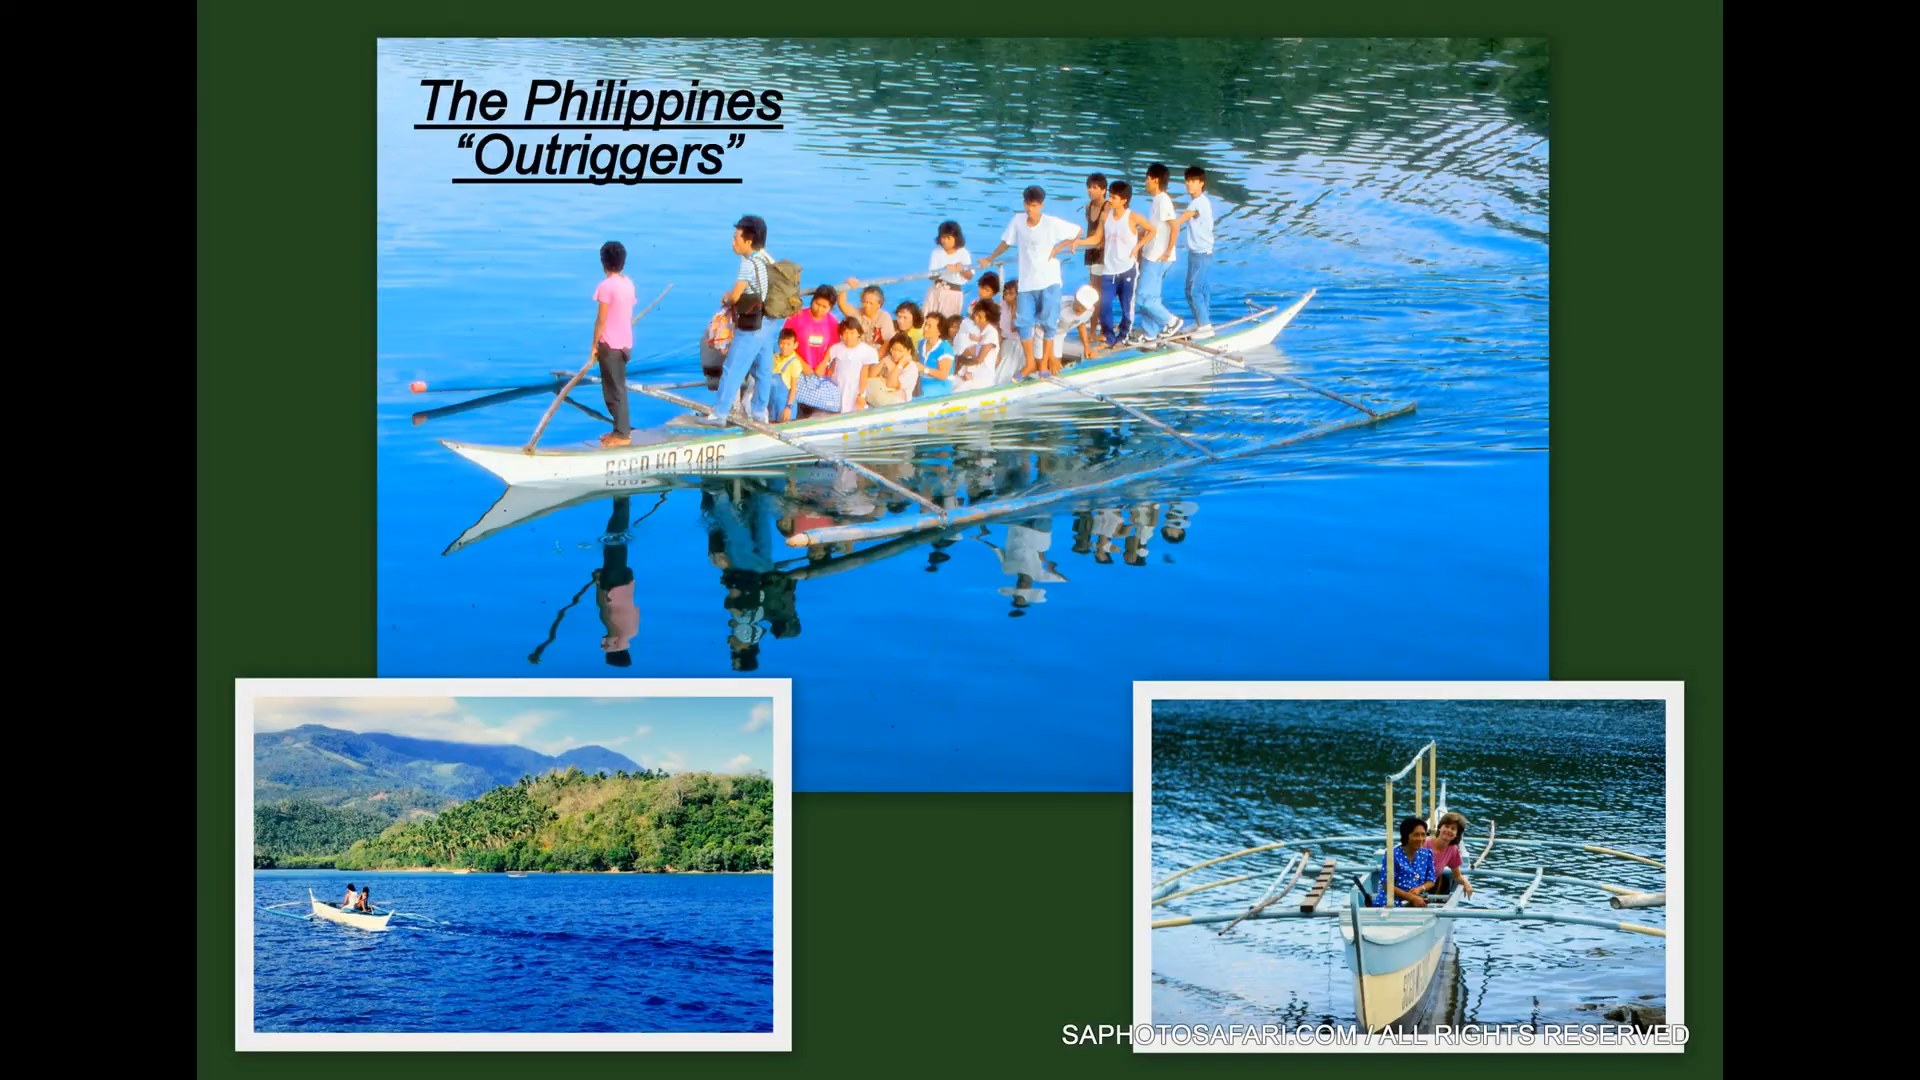 The Philippines
“Outriggers”
SAPHOTOSAFARI.COM / ALL RIGHTS RESERVED